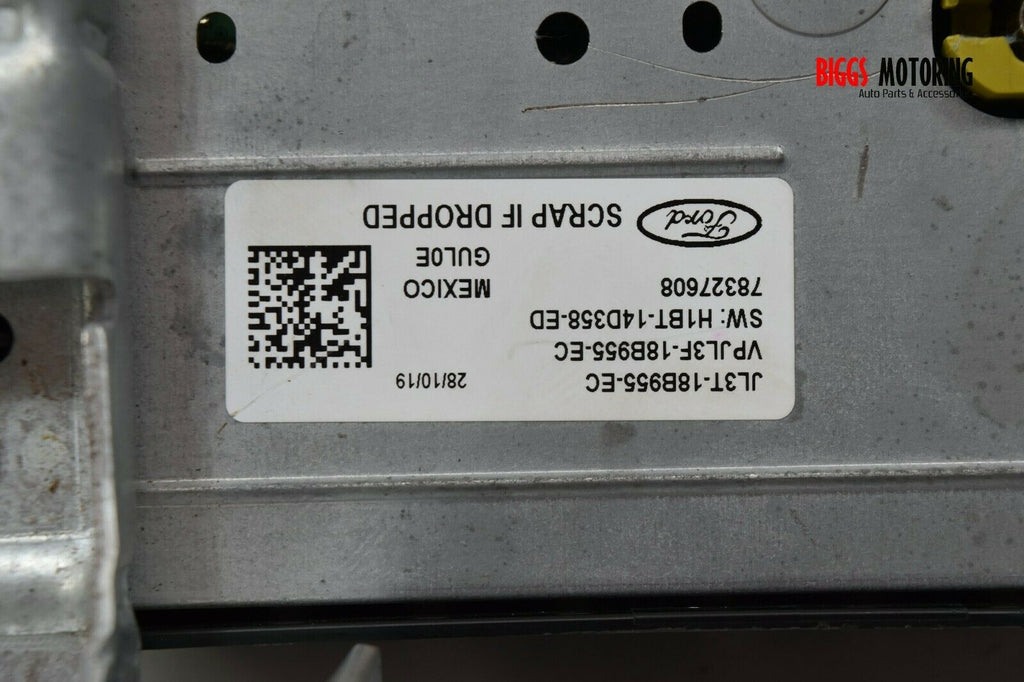 BIGGS MOTORING
Auto Parts & Accessories
JL3T-18B955-EC 28/10/19
VPJL3F-18B955-EC
SW: H1BT-14D358-ED
78327608 MEXICO
GUL0E
Ford SCRAP IF DROPPED